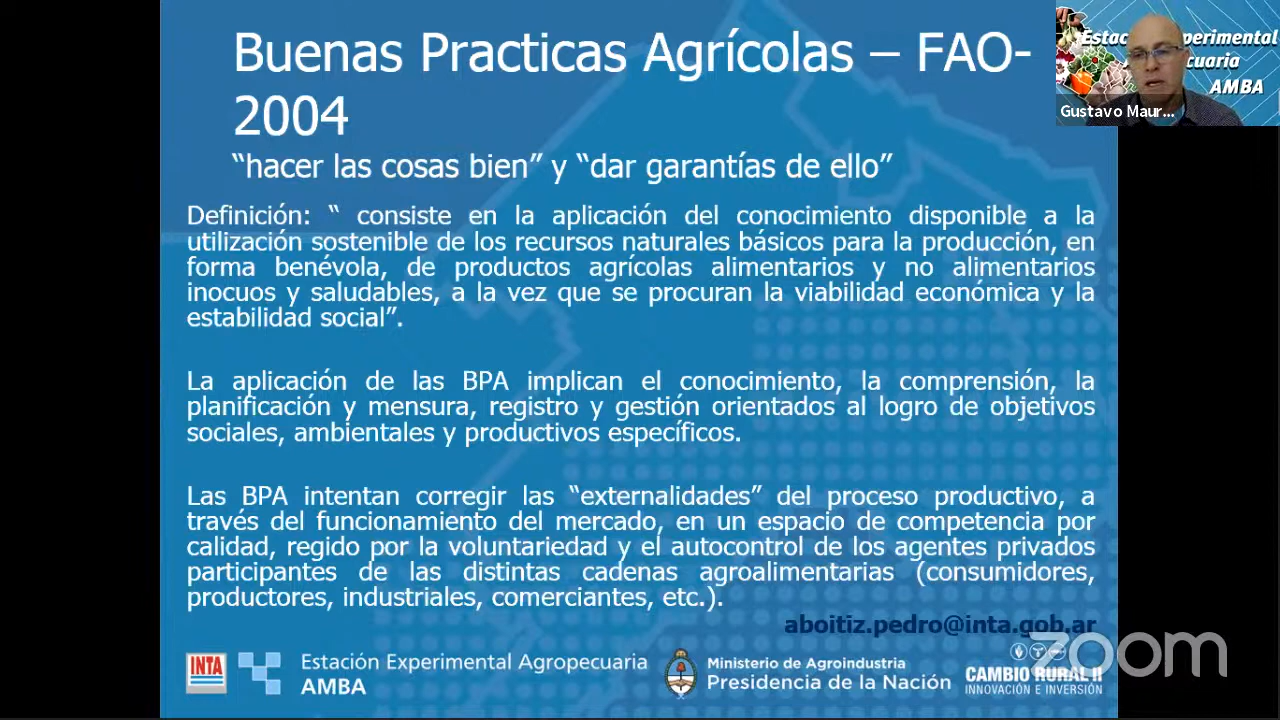 Buenas Practicas Agrícolas – FAO-
2004
“hacer las cosas bien” y “dar garantías de ello”
Definición: “ consiste en la aplicación del conocimiento disponible a la
utilización sostenible de los recursos naturales básicos para la producción, en
forma benévola, de productos agrícolas alimentarios y no alimentarios
inocuos y saludables, a la vez que se procuran la viabilidad económica y la
estabilidad social”.
La aplicación de las BPA implican el conocimiento, la comprensión, la
planificación y mensura, registro y gestión orientados al logro de objetivos
sociales, ambientales y productivos específicos.
Las BPA intentan corregir las “externalidades” del proceso productivo, a
través del funcionamiento del mercado, en un espacio de competencia por
calidad, regido por la voluntariedad y el autocontrol de los agentes privados
participantes de las distintas cadenas agroalimentarias (consumidores,
productores, industriales, comerciantes, etc.).
aboitiz.pedro@inta.gob.ar
INTA
Estación Experimental Agropecuaria
AMBA
Ministerio de Agroindustria
Presidencia de la Nación
CAMBIO RURAL II
INNOVACIÓN E INVERSIÓN
zoom
AMBA
Gustavo Maur...